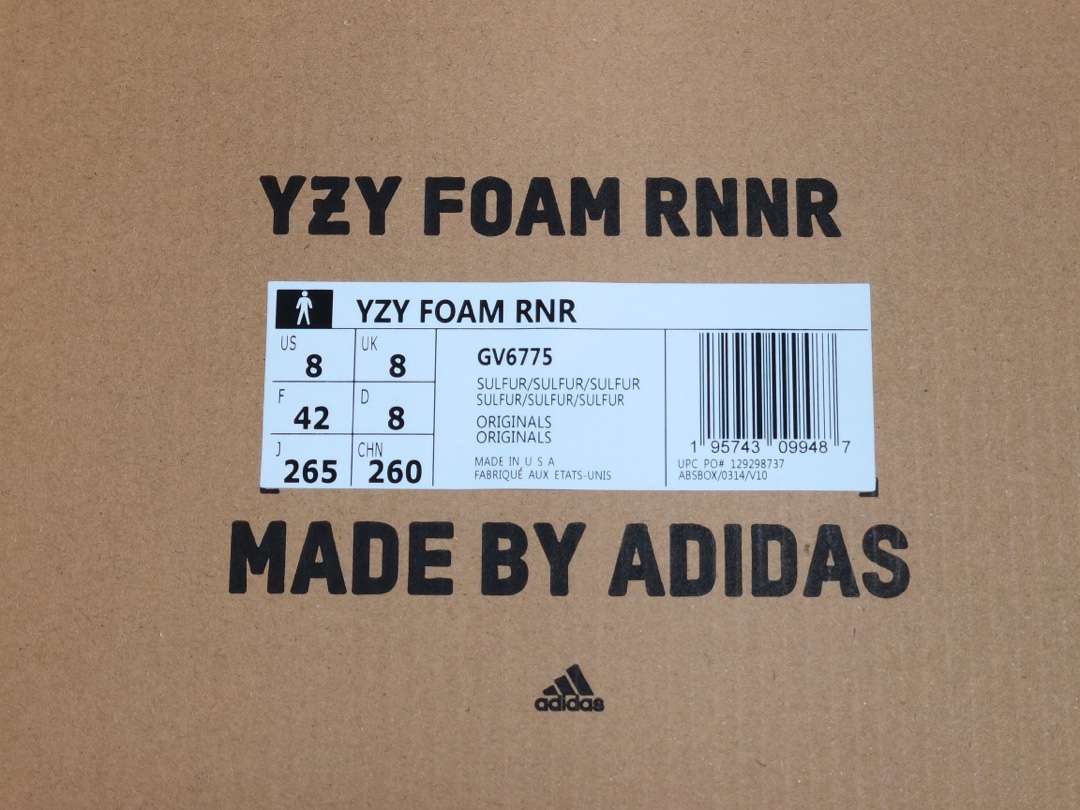 YZY FOAM RNNR
YZY FOAM RNR
US 8 UK 8
F 42 D 8
J 265 CHN 260
GV6775
SULFUR/SULFUR/SULFUR
SULFUR/SULFUR/SULFUR
ORIGINALS
ORIGINALS
MADE IN U S A
FABRIQUÉ AUX ETATS-UNIS
1 95743 09948 7
UPC PO# 129298737
ABSBOX/0314/V10
MADE BY ADIDAS
adidas